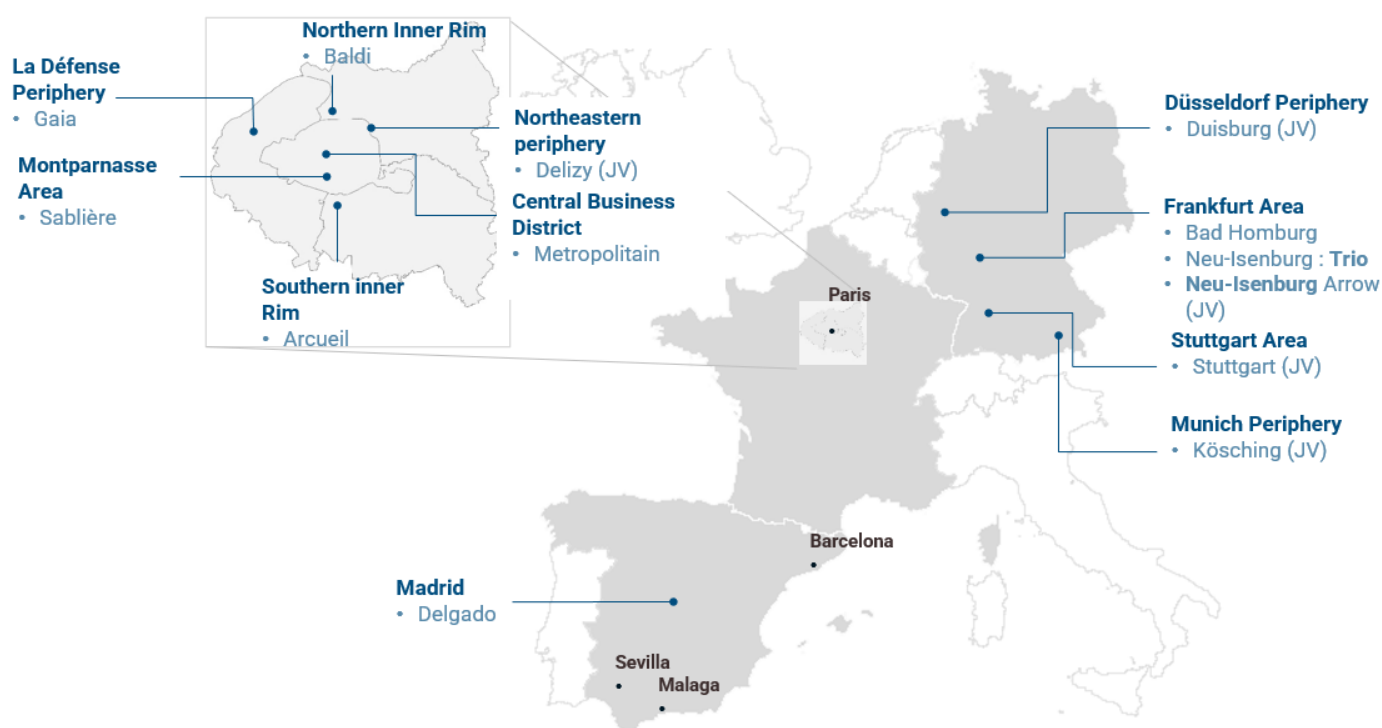 Northern Inner Rim
• Baldi
La Défense
Periphery
• Gaia
Montparnasse
Area
• Sablière
Northeastern
periphery
• Delizy (JV)
Central Business
District
• Metropolitain
Southern inner
Rim
• Arcueil
Düsseldorf Periphery
• Duisburg (JV)
Frankfurt Area
• Bad Homburg
• Neu-Isenburg : Trio
• Neu-Isenburg Arrow
(JV)
Stuttgart Area
• Stuttgart (JV)
Munich Periphery
• Kösching (JV)
Paris
Barcelona
Madrid
• Delgado
Sevilla
Malaga